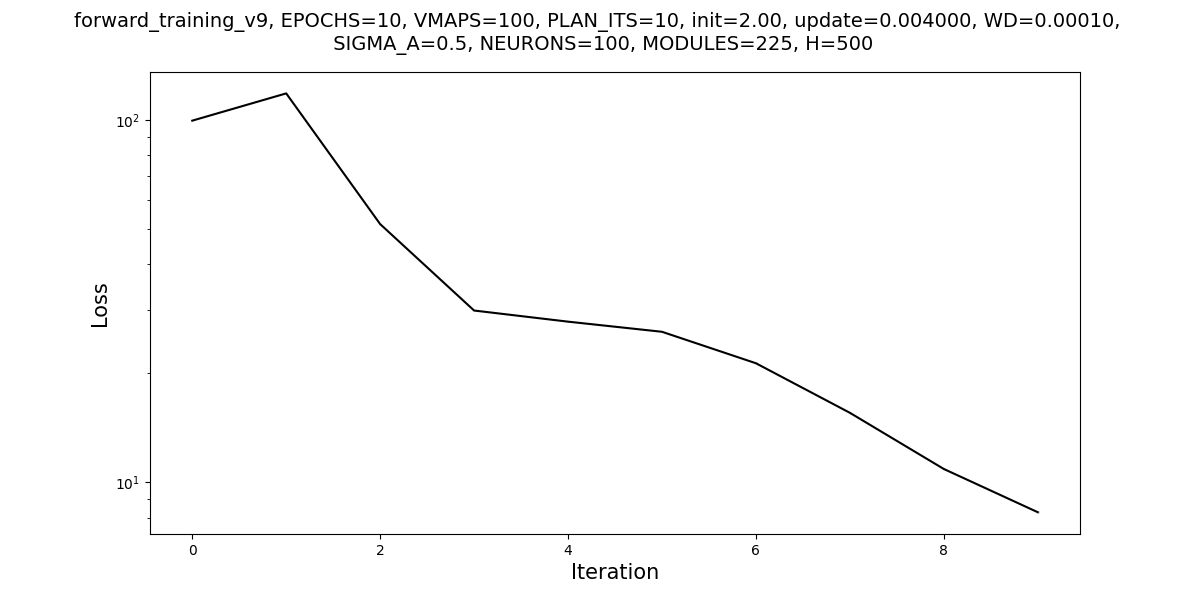 forward_training_v9, EPOCHS=10, VMAPS=100, PLAN_ITS=10, init=2.00, update=0.004000, WD=0.00010,
SIGMA_A=0.5, NEURONS=100, MODULES=225, H=500
10²
10¹
Loss
0 2 4 6 8
Iteration